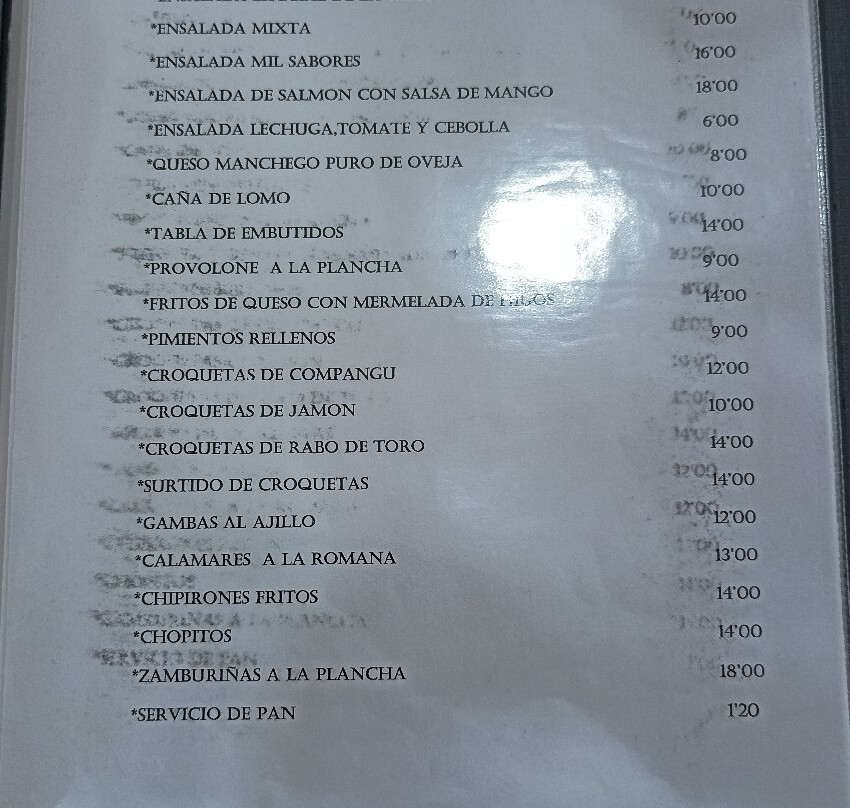 *ENSALADA MIXTA 10'00
*ENSALADA MIL SABORES 16'00
*ENSALADA DE SALMON CON SALSA DE MANGO 18'00
*ENSALADA LECHUGA,TOMATE Y CEBOLLA 6'00
*QUESO MANCHEGO PURO DE OVEJA 8'00
*CAÑA DE LOMO 10'00
*TABLA DE EMBUTIDOS 14'00
*PROVOLONE A LA PLANCHA 9'00
*FRITOS DE QUESO CON MERMELADA DE HIGOS 14'00
*PIMIENTOS RELLENOS 9'00
*CROQUETAS DE COMPANGU 12'00
*CROQUETAS DE JAMON 10'00
*CROQUETAS DE RABO DE TORO 14'00
*SURTIDO DE CROQUETAS 14'00
*GAMBAS AL AJILLO 12'00
*CALAMARES A LA ROMANA 13'00
*CHIPIRONES FRITOS 14'00
*CHOPITOS 14'00
*ZAMBURIÑAS A LA PLANCHA 18'00
*SERVICIO DE PAN 1'20